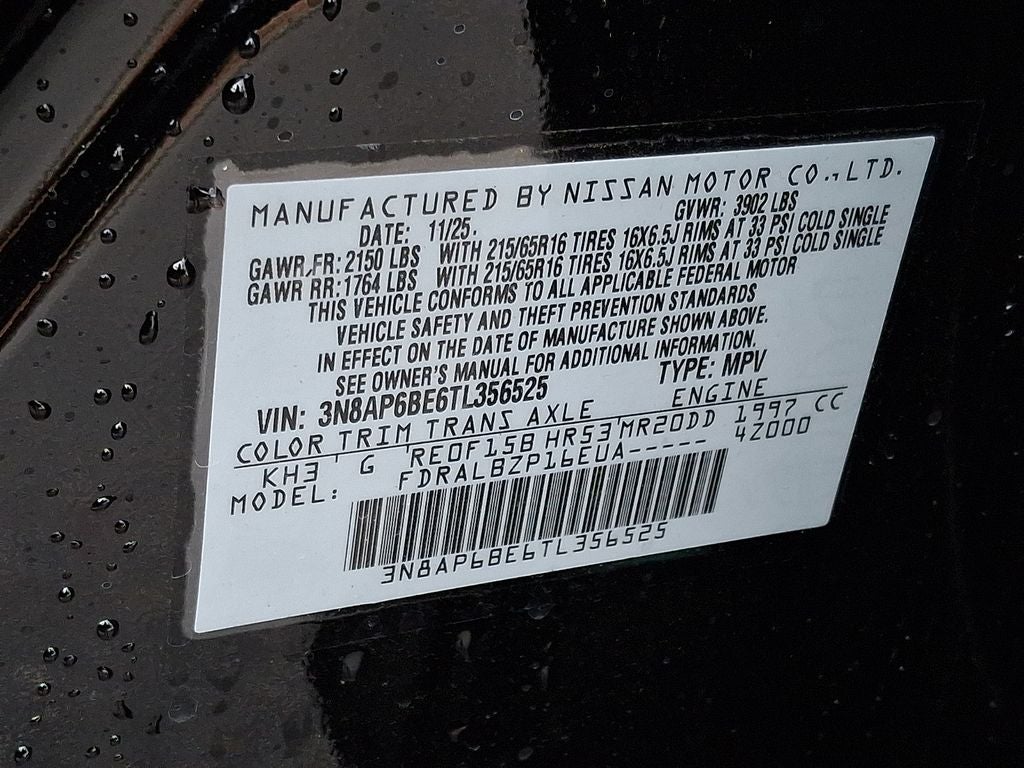 MANUFACTURED BY NISSAN MOTOR CO., LTD.
DATE: 11/25. GVWR: 3902 LBS
GAWR FR: 2150 LBS WITH 215/65R16 TIRES 16X6.5J RIMS AT 33 PSI COLD SINGLE
GAWR RR: 1764 LBS WITH 215/65R16 TIRES 16X6.5J RIMS AT 33 PSI COLD SINGLE
THIS VEHICLE CONFORMS TO ALL APPLICABLE FEDERAL MOTOR
VEHICLE SAFETY AND THEFT PREVENTION STANDARDS
IN EFFECT ON THE DATE OF MANUFACTURE SHOWN ABOVE.
SEE OWNER'S MANUAL FOR ADDITIONAL INFORMATION.
VIN: 3N8AP6BE6TL356525 TYPE: MPV
COLOR TRIM TRANS AXLE ENGINE
KH3 ' G 'RE0F15B HR53'MR20DD 1997 CC
MODEL: FDRALBZP16EUA----- 4Z000
3N8AP6BE6TL356525